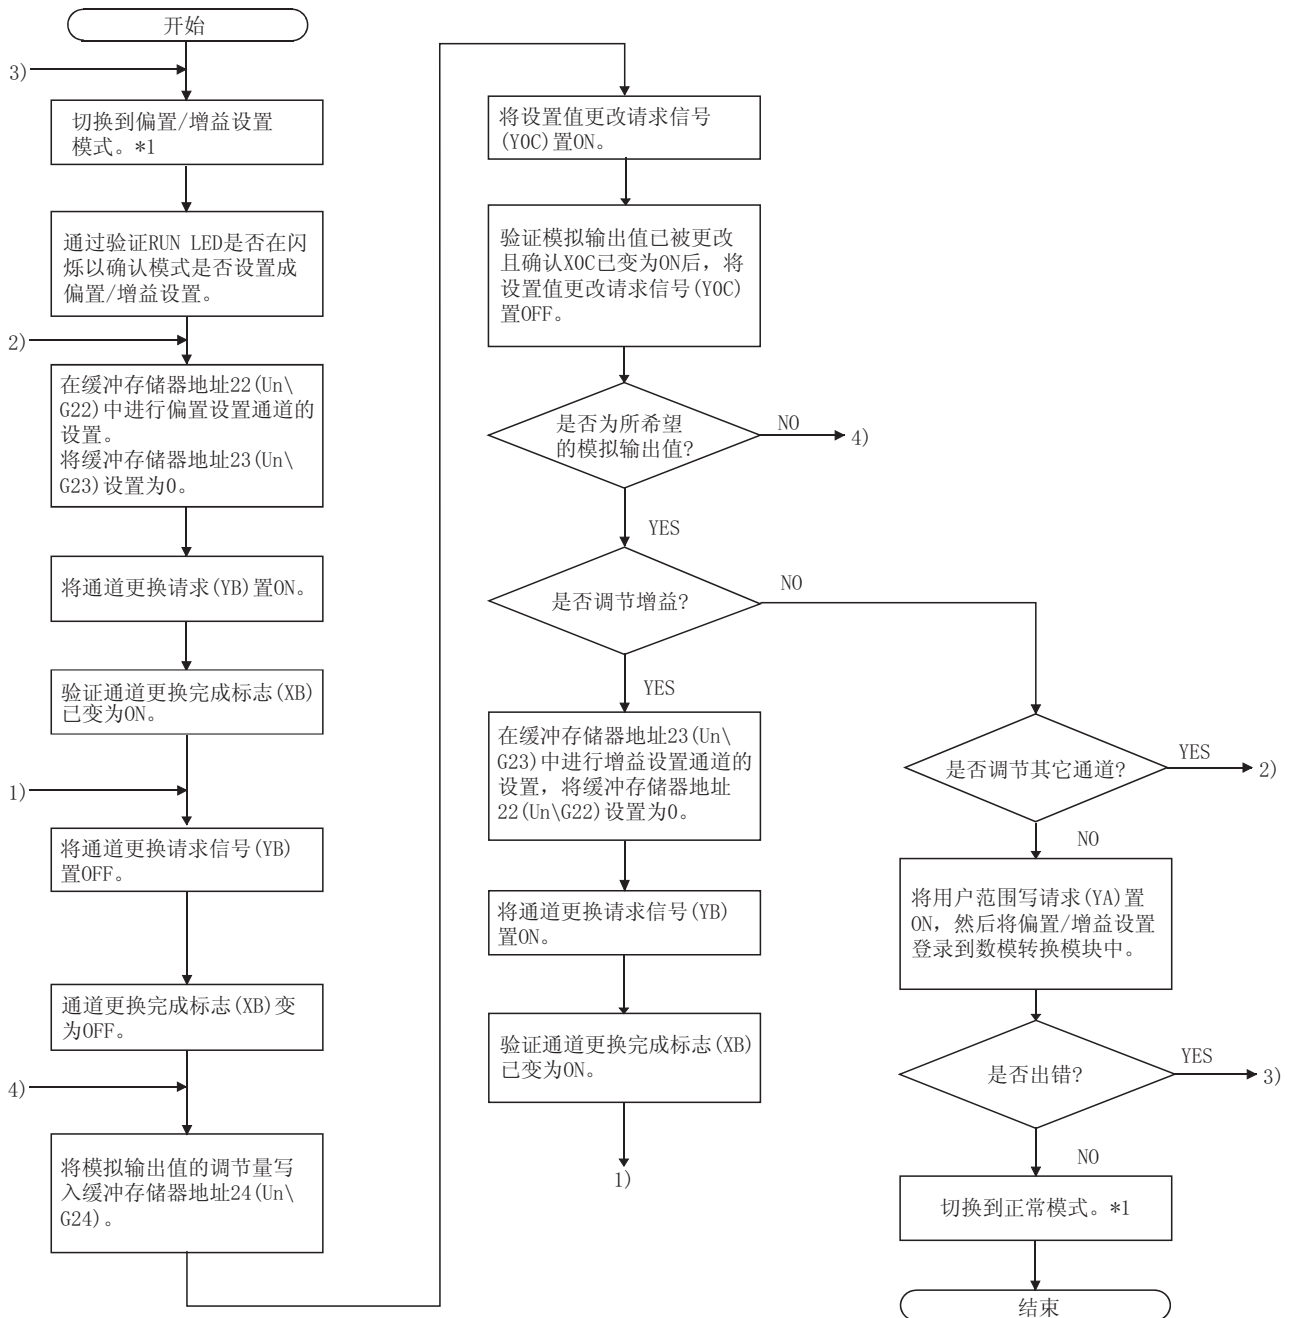 开始
3)
切换到偏置/增益设置
模式。*1
通过验证RUN LED是否在闪
烁以确认模式是否设置成
偏置/增益设置。
2)
在缓冲存储器地址22(Un\
G22)中进行偏置设置通道的
设置。
将缓冲存储器地址23(Un\
G23)设置为0。
将通道更换请求(YB)置ON。
验证通道更换完成标志(XB)
已变为ON。
1)
将通道更换请求信号(YB)
置OFF。
通道更换完成标志(XB)变
为OFF。
4)
将模拟输出值的调节量写
入缓冲存储器地址24(Un\
G24)。
将设置值更改请求信号
(Y0C)置ON。
验证模拟输出值已被更改
且确认X0C已变为ON后，将
设置值更改请求信号(Y0C)
置OFF。
是否为所希望
的模拟输出值?
NO
4)
YES
是否调节增益?
NO
YES
在缓冲存储器地址23(Un\
G23)中进行增益设置通道的
设置，将缓冲存储器地址
22(Un\G22)设置为0。
将通道更换请求信号(YB)
置ON。
验证通道更换完成标志(XB)
已变为ON。
1)
是否调节其它通道?
YES
2)
NO
将用户范围写请求(YA)置
ON，然后将偏置/增益设置
登录到数模转换模块中。
是否出错?
YES
3)
NO
切换到正常模式。*1
结束